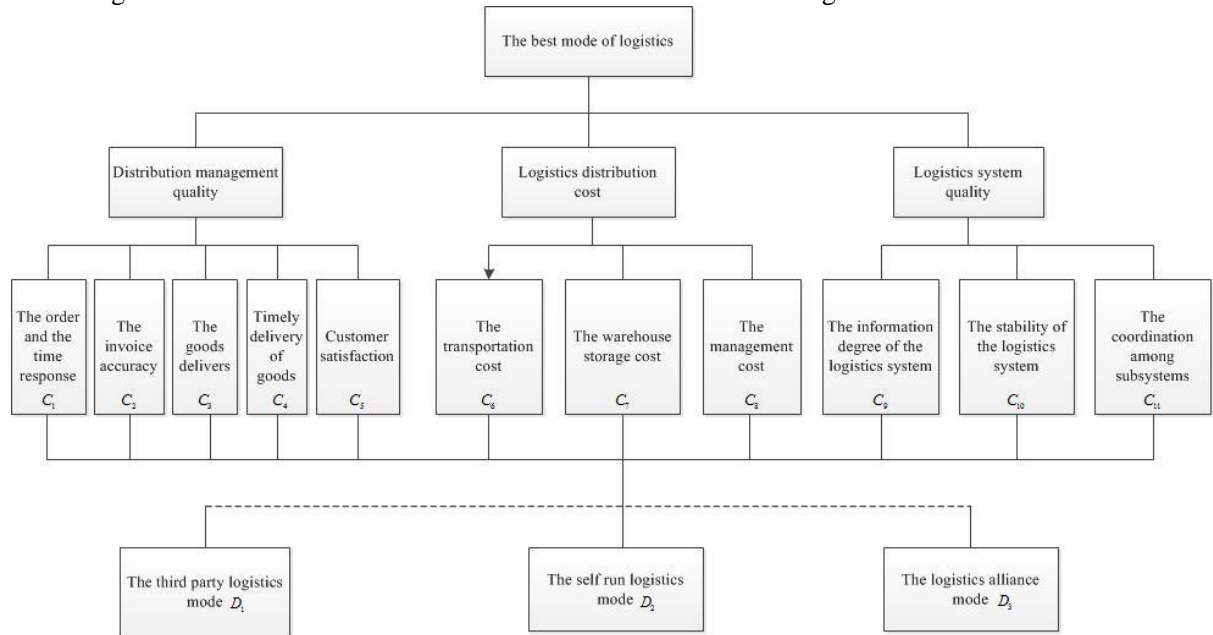 The best mode of logistics
Distribution management
quality
Logistics distribution
cost
Logistics system
quality
The order
and the
time
response
C₁
The
invoice
accuracy
C₂
The
goods
delivers
C₃
Timely
delivery
of
goods
C₄
Customer
satisfaction
C₅
The
transportation
cost
C₆
The warehouse
storage cost
C₇
The
management
cost
C₈
The information
degree of the
logistics system
C₉
The stability of
the logistics
system
C₁₀
The
coordination
among
subsystems
C₁₁
The third party logistics
mode D₁
The self run logistics
mode D₂
The logistics alliance
mode D₃